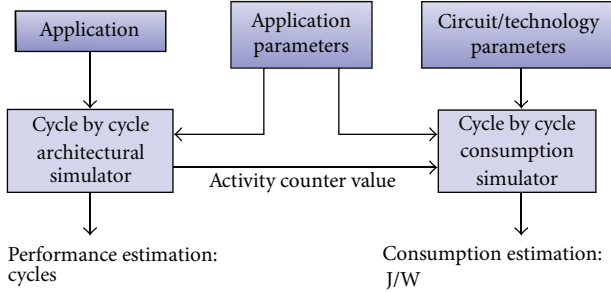 Application
Application
parameters
Circuit/technology
parameters
Cycle by cycle
architectural
simulator
Activity counter value
Cycle by cycle
consumption
simulator
Performance estimation:
cycles
Consumption estimation:
J/W